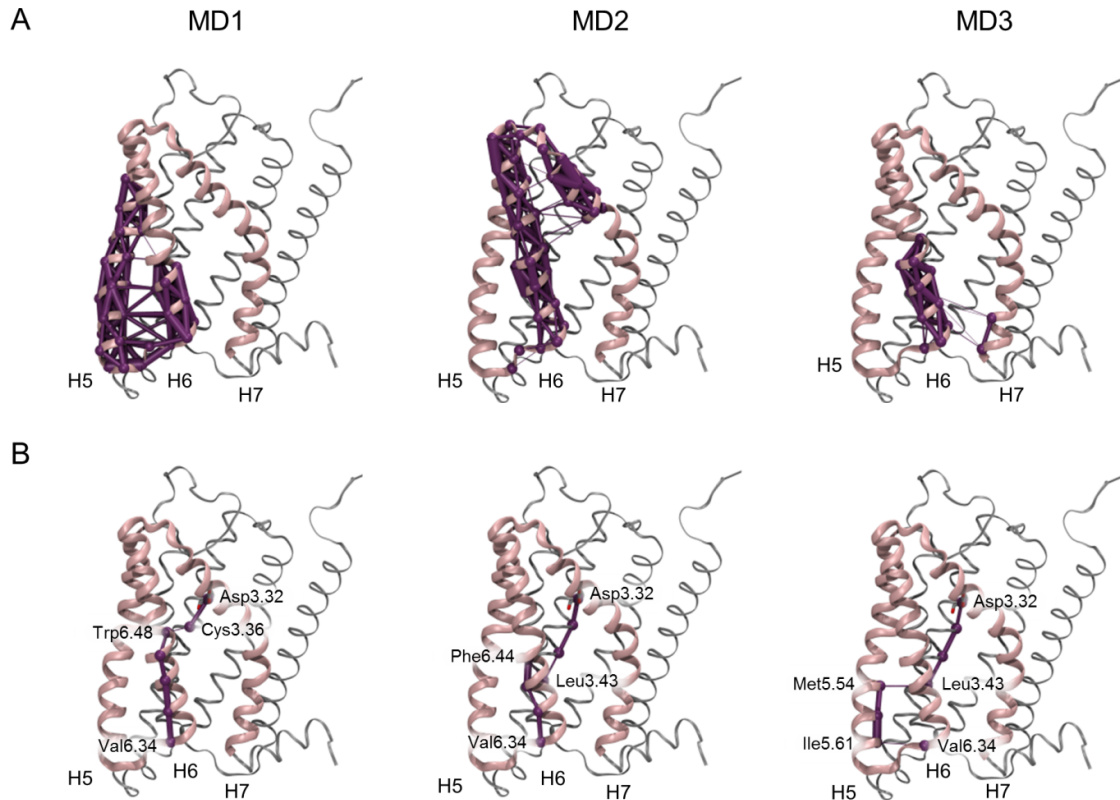 A MD1 MD2 MD3
H5 H6 H7 H5 H6 H7 H5 H6 H7
B
Asp3.32 Asp3.32 Asp3.32
Trp6.48 Cys3.36
Phe6.44
Leu3.43 Met5.54 Leu3.43
Val6.34 Val6.34 Ile5.61 Val6.34
H5 H6 H7 H5 H6 H7 H5 H6 H7